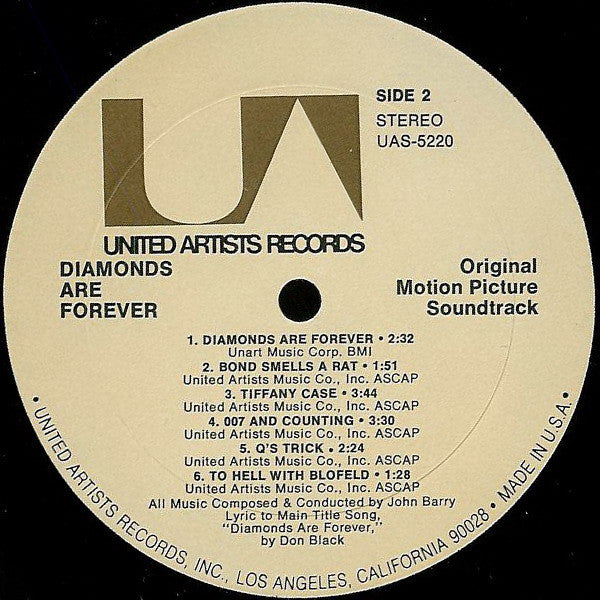 UA
UNITED ARTISTS RECORDS
SIDE 2
STEREO
UAS-5220
DIAMONDS
ARE
FOREVER
Original
Motion Picture
Soundtrack
1. DIAMONDS ARE FOREVER • 2:32
Unart Music Corp. BMI
2. BOND SMELLS A RAT • 1:51
United Artists Music Co., Inc. ASCAP
3. TIFFANY CASE • 3:44
United Artists Music Co., Inc. ASCAP
4. 007 AND COUNTING • 3:30
United Artists Music Co., Inc. ASCAP
5. Q'S TRICK • 2:24
United Artists Music Co., Inc. ASCAP
6. TO HELL WITH BLOFELD • 1:28
United Artists Music Co., Inc. ASCAP
All Music Composed & Conducted by John Barry
Lyric to Main Title Song,
"Diamonds Are Forever,"
by Don Black
• UNITED ARTISTS RECORDS, INC., LOS ANGELES, CALIFORNIA 90028 • MADE IN U.S.A. •